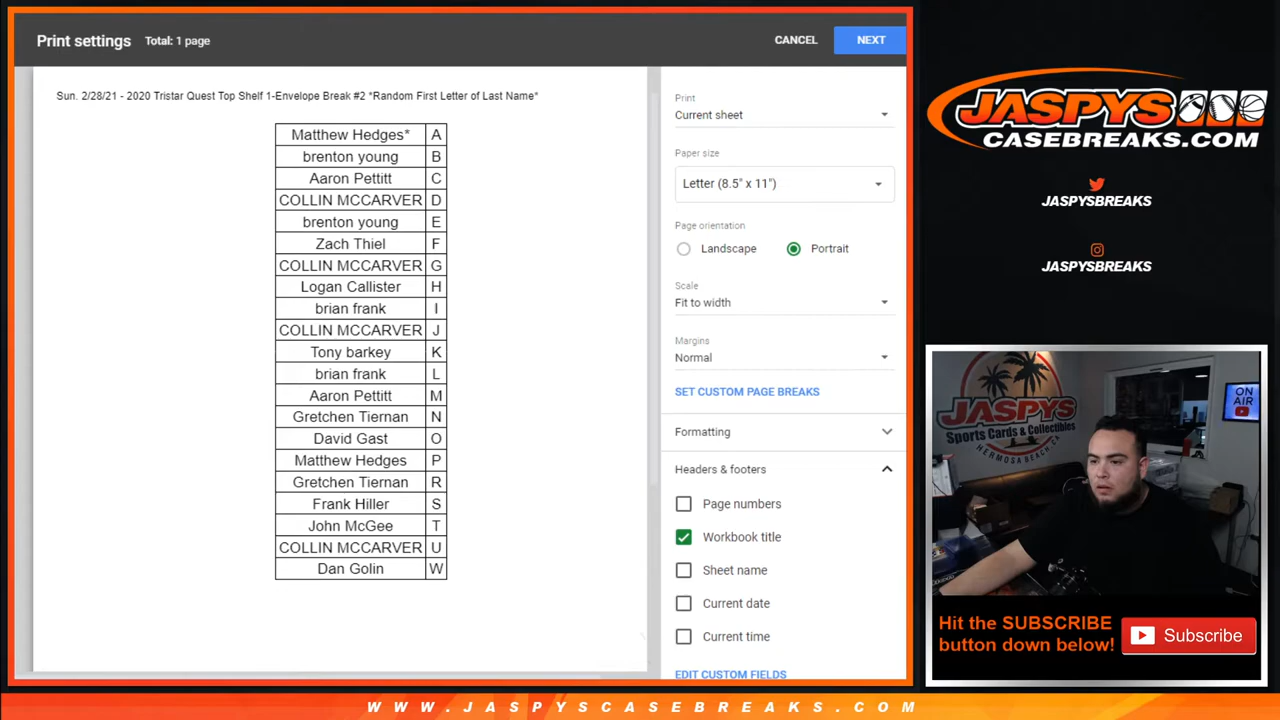 Print settings Total: 1 page CANCEL NEXT
Sun. 2/28/21 - 2020 Tristar Quest Top Shelf 1-Envelope Break #2 *Random First Letter of Last Name*
Matthew Hedges* A
brenton young B
Aaron Pettitt C
COLLIN MCCARVER D
brenton young E
Zach Thiel F
COLLIN MCCARVER G
Logan Callister H
brian frank I
COLLIN MCCARVER J
Tony barkey K
brian frank L
Aaron Pettitt M
Gretchen Tiernan N
David Gast O
Matthew Hedges P
Gretchen Tiernan R
Frank Hiller S
John McGee T
COLLIN MCCARVER U
Dan Golin W
Print
Current sheet
Paper size
Letter (8.5" x 11")
Page orientation
Landscape Portrait
Scale
Fit to width
Margins
Normal
SET CUSTOM PAGE BREAKS
Formatting
Headers & footers
Page numbers
Workbook title
Sheet name
Current date
Current time
EDIT CUSTOM FIELDS
JASPYS
CASEBREAKS.COM
JASPYSBREAKS
JASPYSBREAKS
JASPYS
Sports Cards & Collectibles
HERMOSA BEACH, CA
ON
AIR
Hit the SUBSCRIBE
button down below!
Subscribe
WWW.JASPYSCASEBREAKS.COM